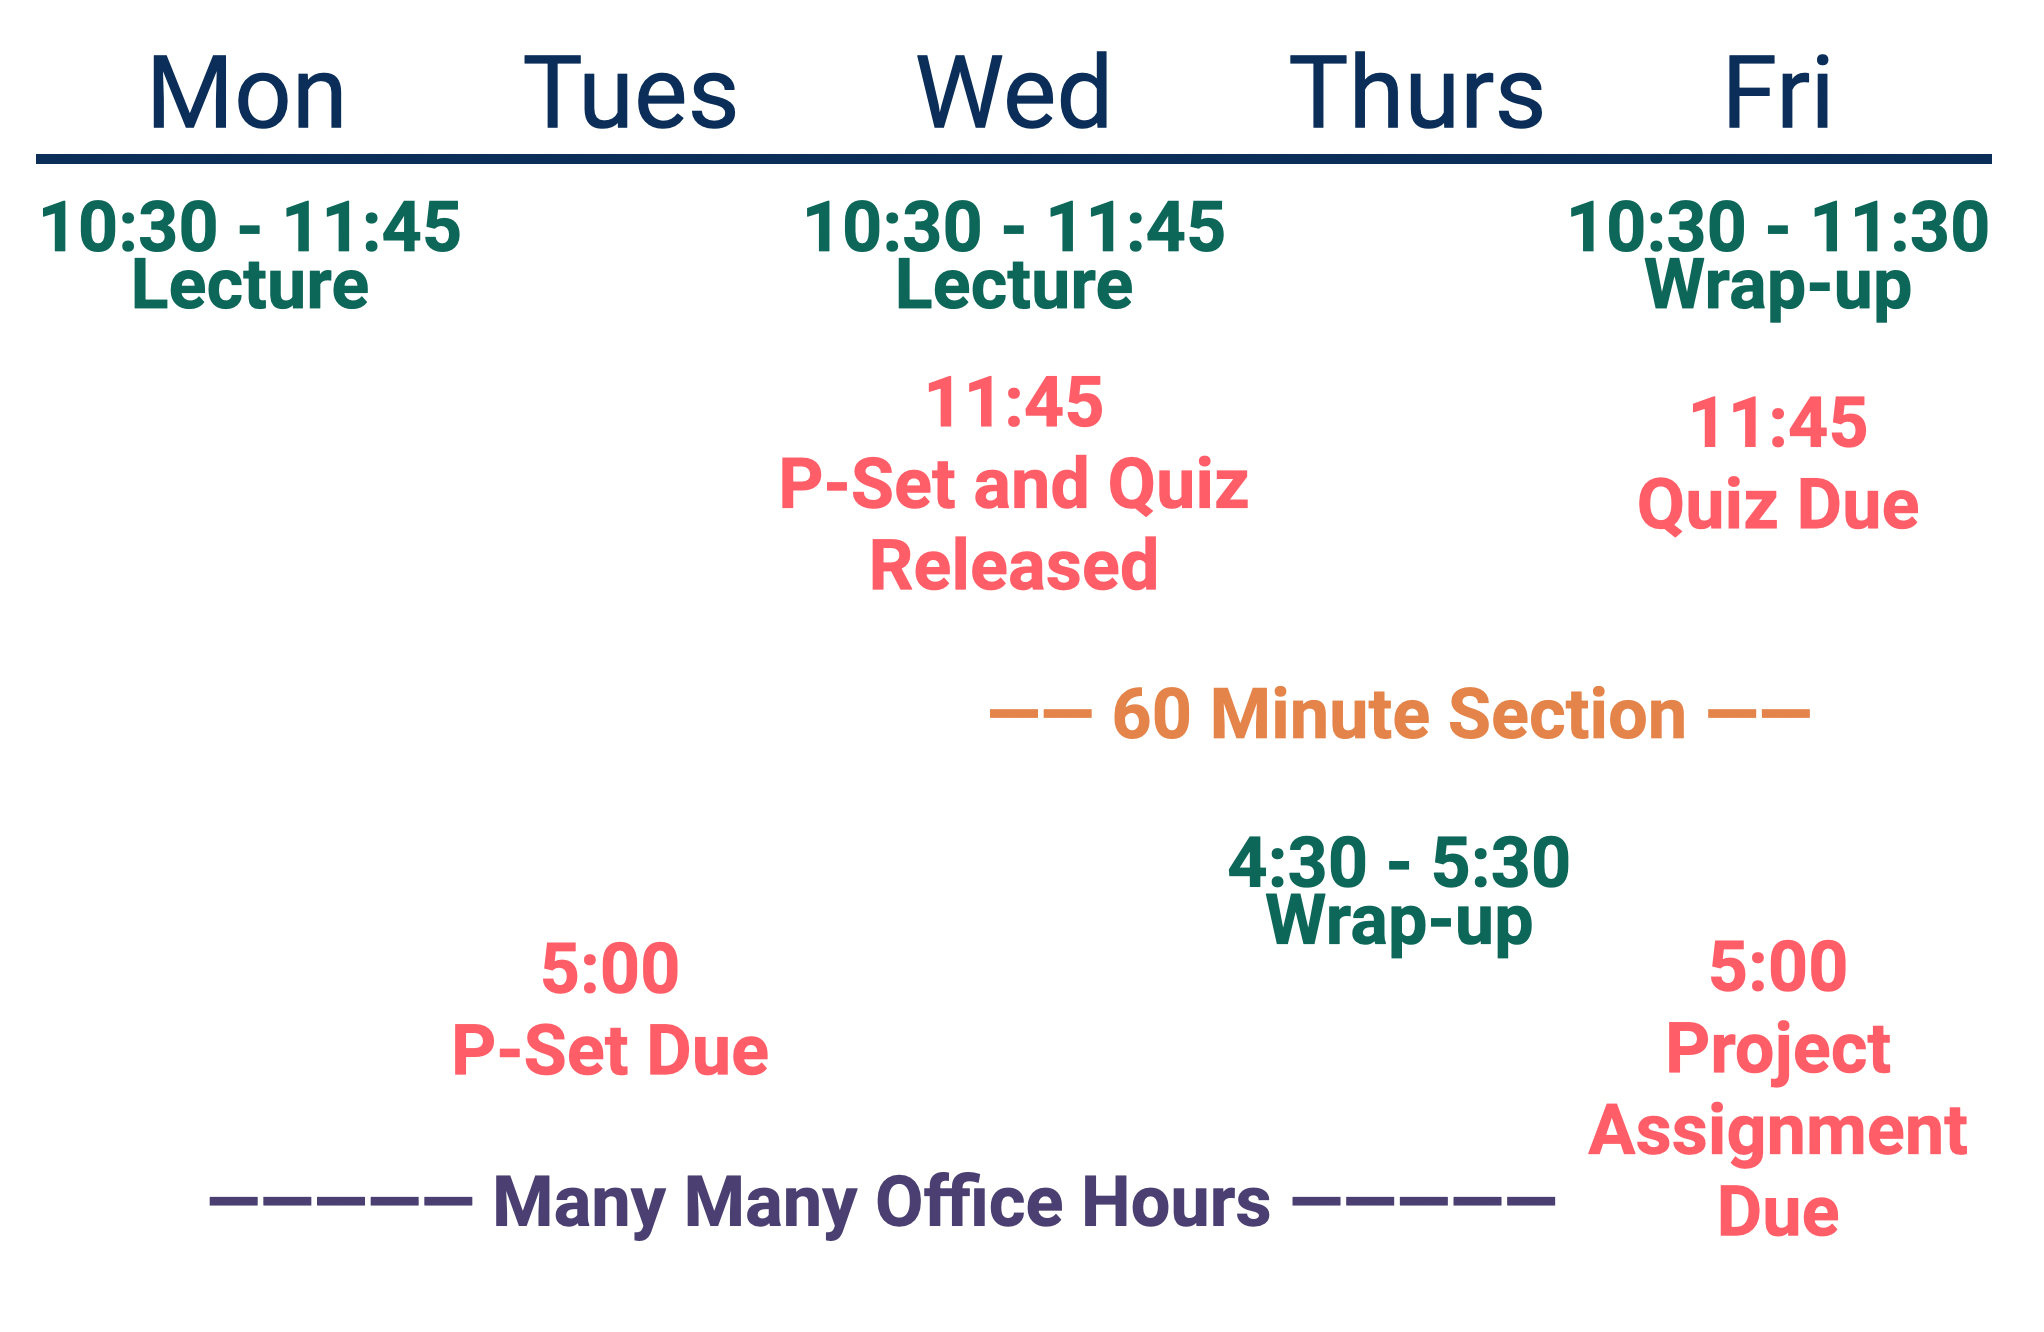 Mon Tues Wed Thurs Fri
10:30 - 11:45 10:30 - 11:45 10:30 - 11:30
Lecture Lecture Wrap-up
11:45
P-Set and Quiz
Released
11:45
Quiz Due
—— 60 Minute Section ——
4:30 - 5:30
Wrap-up
5:00
P-Set Due
5:00
Project
Assignment
Due
————— Many Many Office Hours —————